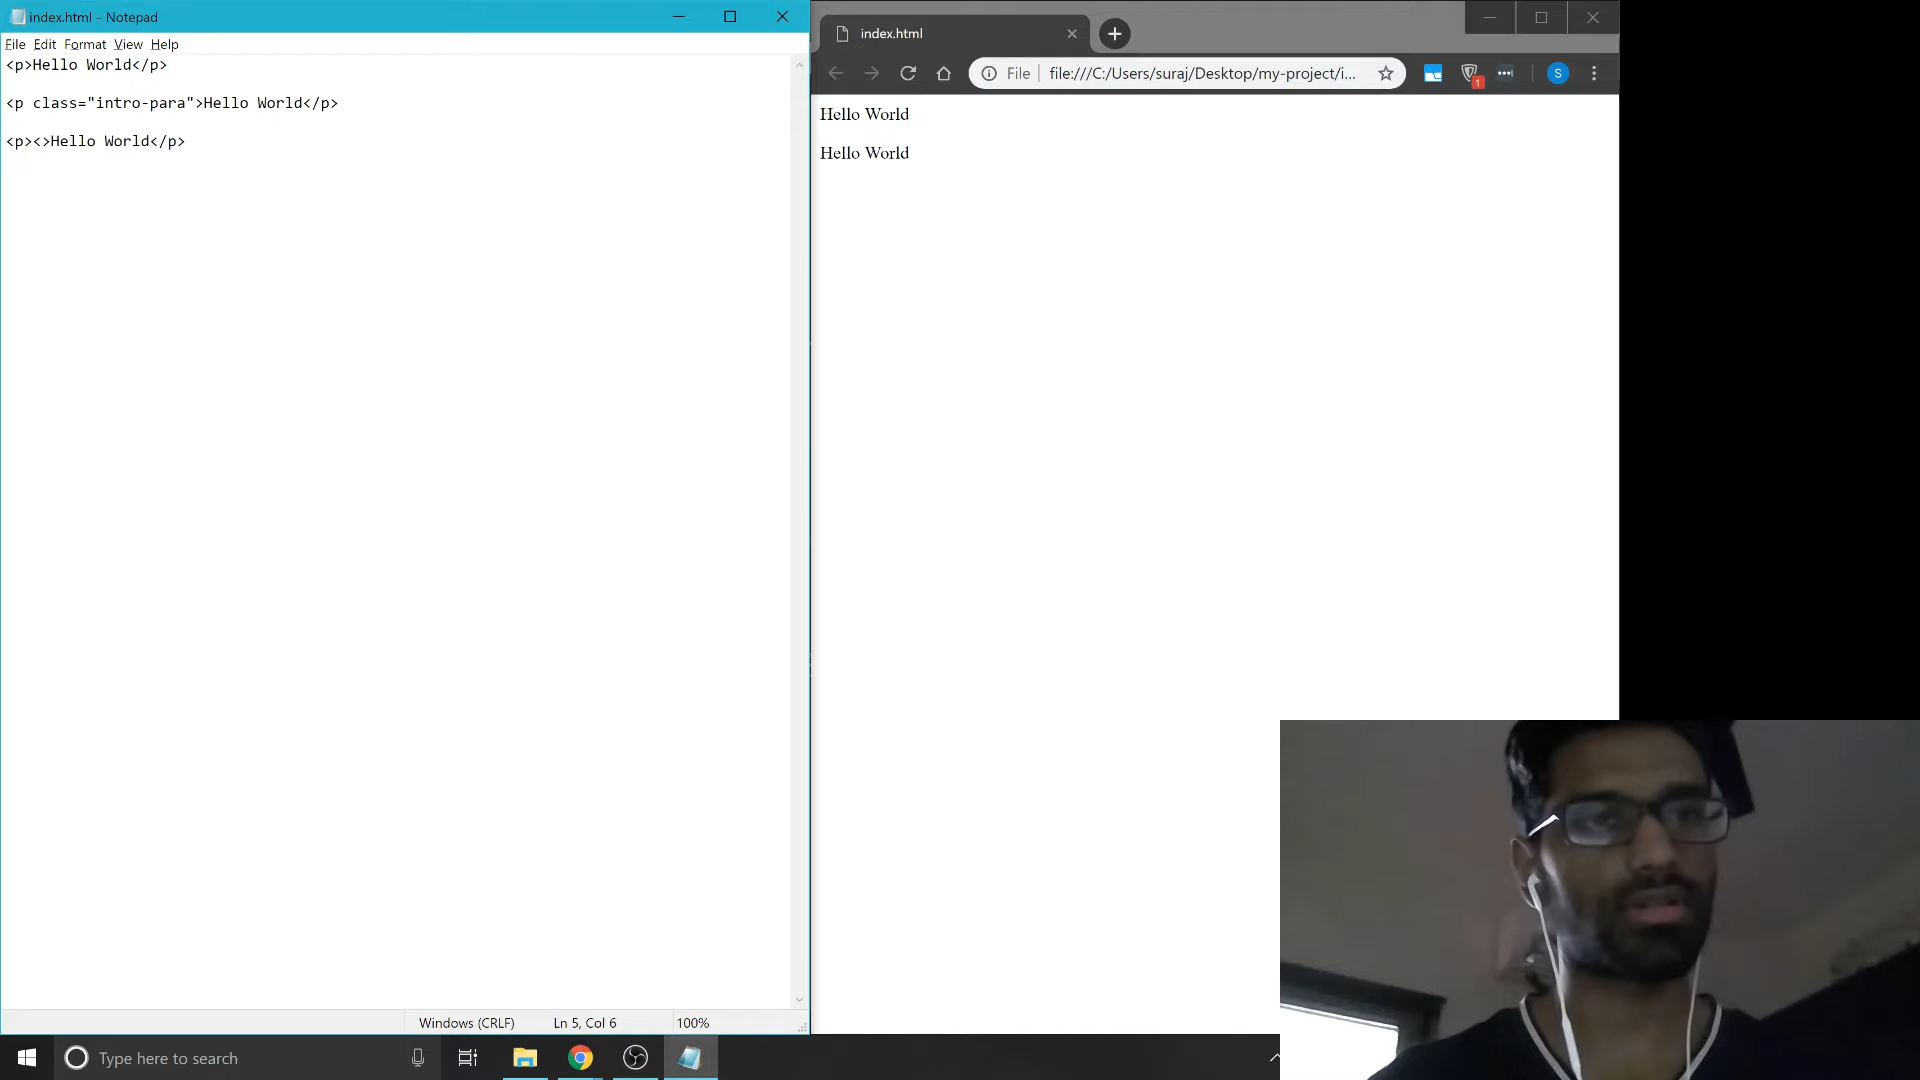 index.html - Notepad
File Edit Format View Help
<p>Hello World</p>
<p class="intro-para">Hello World</p>
<p><>Hello World</p>
Windows (CRLF) Ln 5, Col 6 100%
index.html
File file:///C:/Users/suraj/Desktop/my-project/i...
1
S
Hello World
Hello World
Type here to search